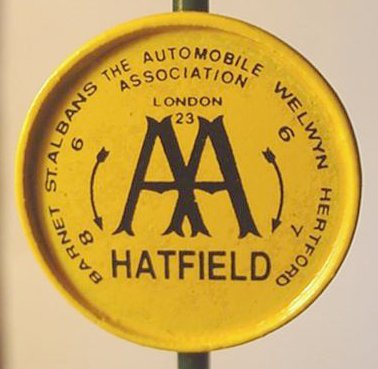 THE AUTOMOBILE
ASSOCIATION
LONDON
23
BARNET ST.ALBANS
8 6
WELWYN HERTFORD
6 7
AA
HATFIELD